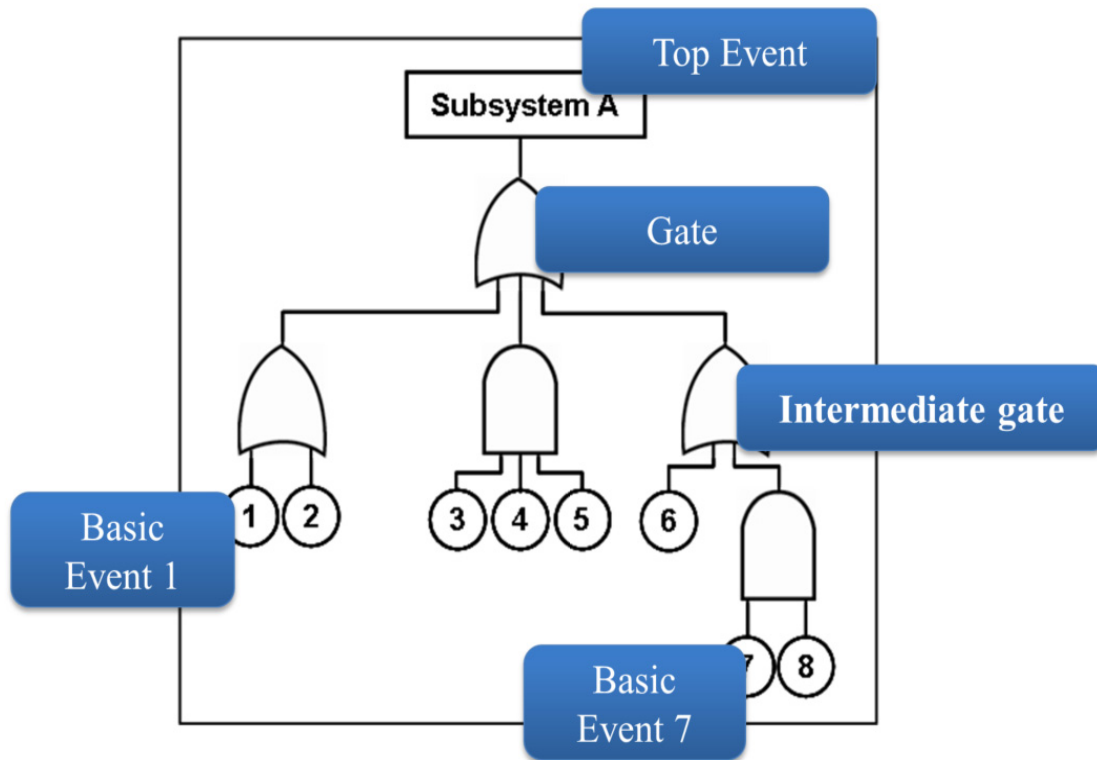 Top Event
Subsystem A
Gate
Intermediate gate
1 2 3 4 5 6
Basic
Event 1
7 8
Basic
Event 7